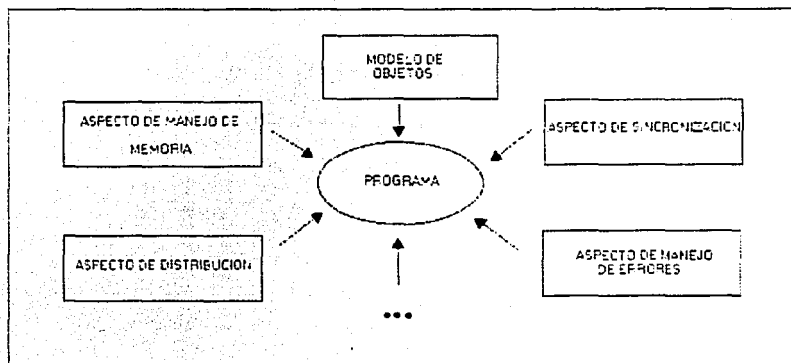 MODELO DE
OBJETOS
ASPECTO DE MANEJO DE
MEMORIA
ASPECTO DE SINCRONIZACION
PROGRAMA
ASPECTO DE DISTRIBUCION
ASPECTO DE MANEJO
DE ERRORES
...